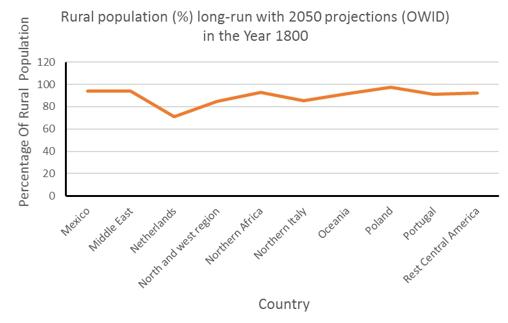 Rural population (%) long-run with 2050 projections (OWID)
in the Year 1800
Percentage Of Rural Population
120
100
80
60
40
20
0
Mexico
Middle East
Netherlands
North and west region
Northern Africa
Northern Italy
Oceania
Poland
Portugal
Rest Central America
Country